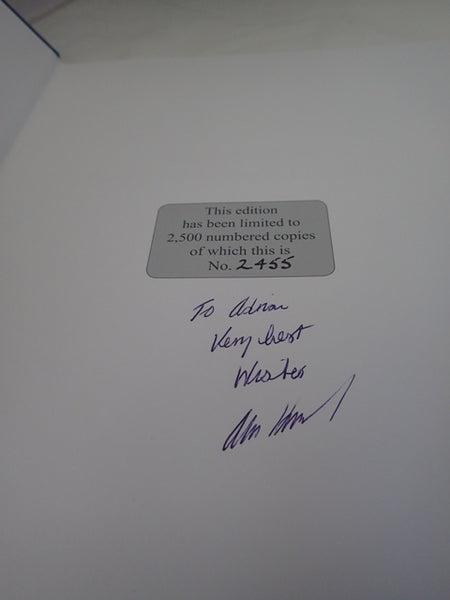 This edition
has been limited to
2,500 numbered copies
of which this is
No. 2455
To Adrian
Very best
Wishes